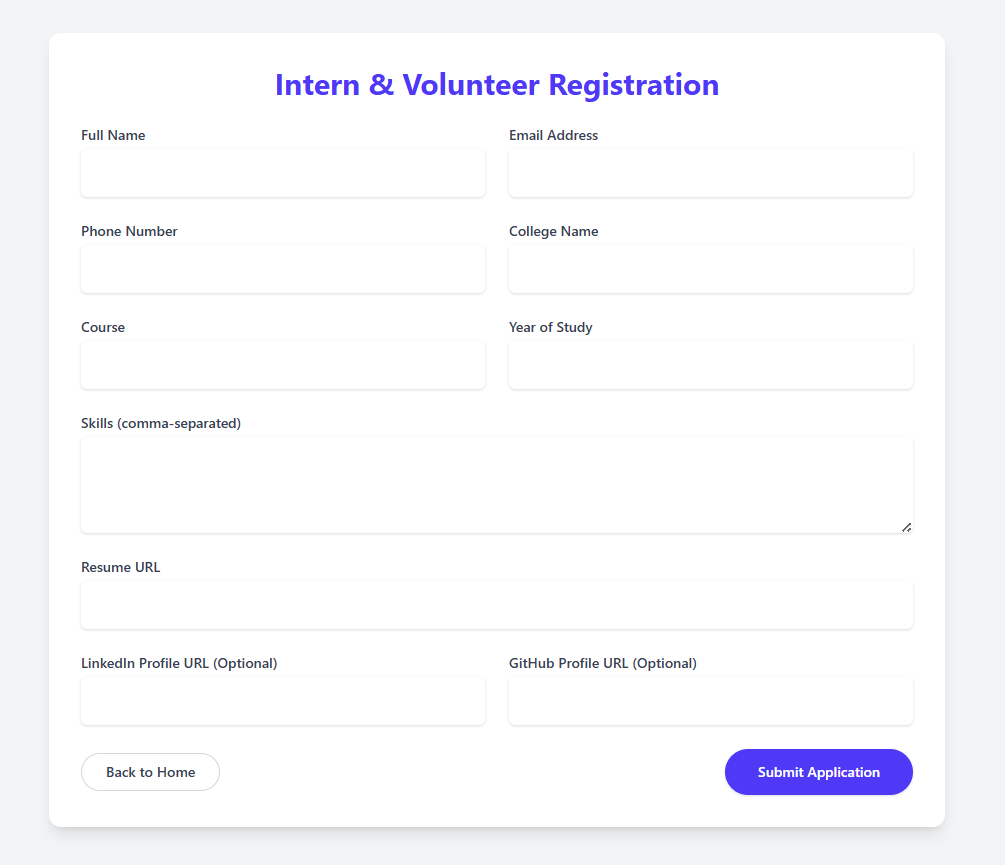 Intern & Volunteer Registration
Full Name
Email Address
Phone Number
College Name
Course
Year of Study
Skills (comma-separated)
Resume URL
LinkedIn Profile URL (Optional)
GitHub Profile URL (Optional)
Back to Home
Submit Application